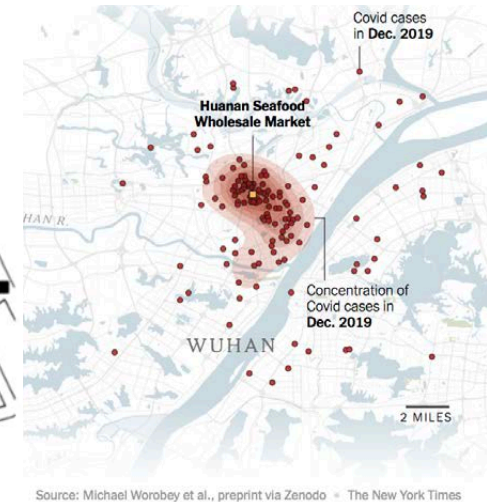 Covid cases
in Dec. 2019
Huanan Seafood
Wholesale Market
HAN R.
Concentration of
Covid cases in
Dec. 2019
WUHAN
2 MILES
Source: Michael Worobey et al., preprint via Zenodo • The New York Times